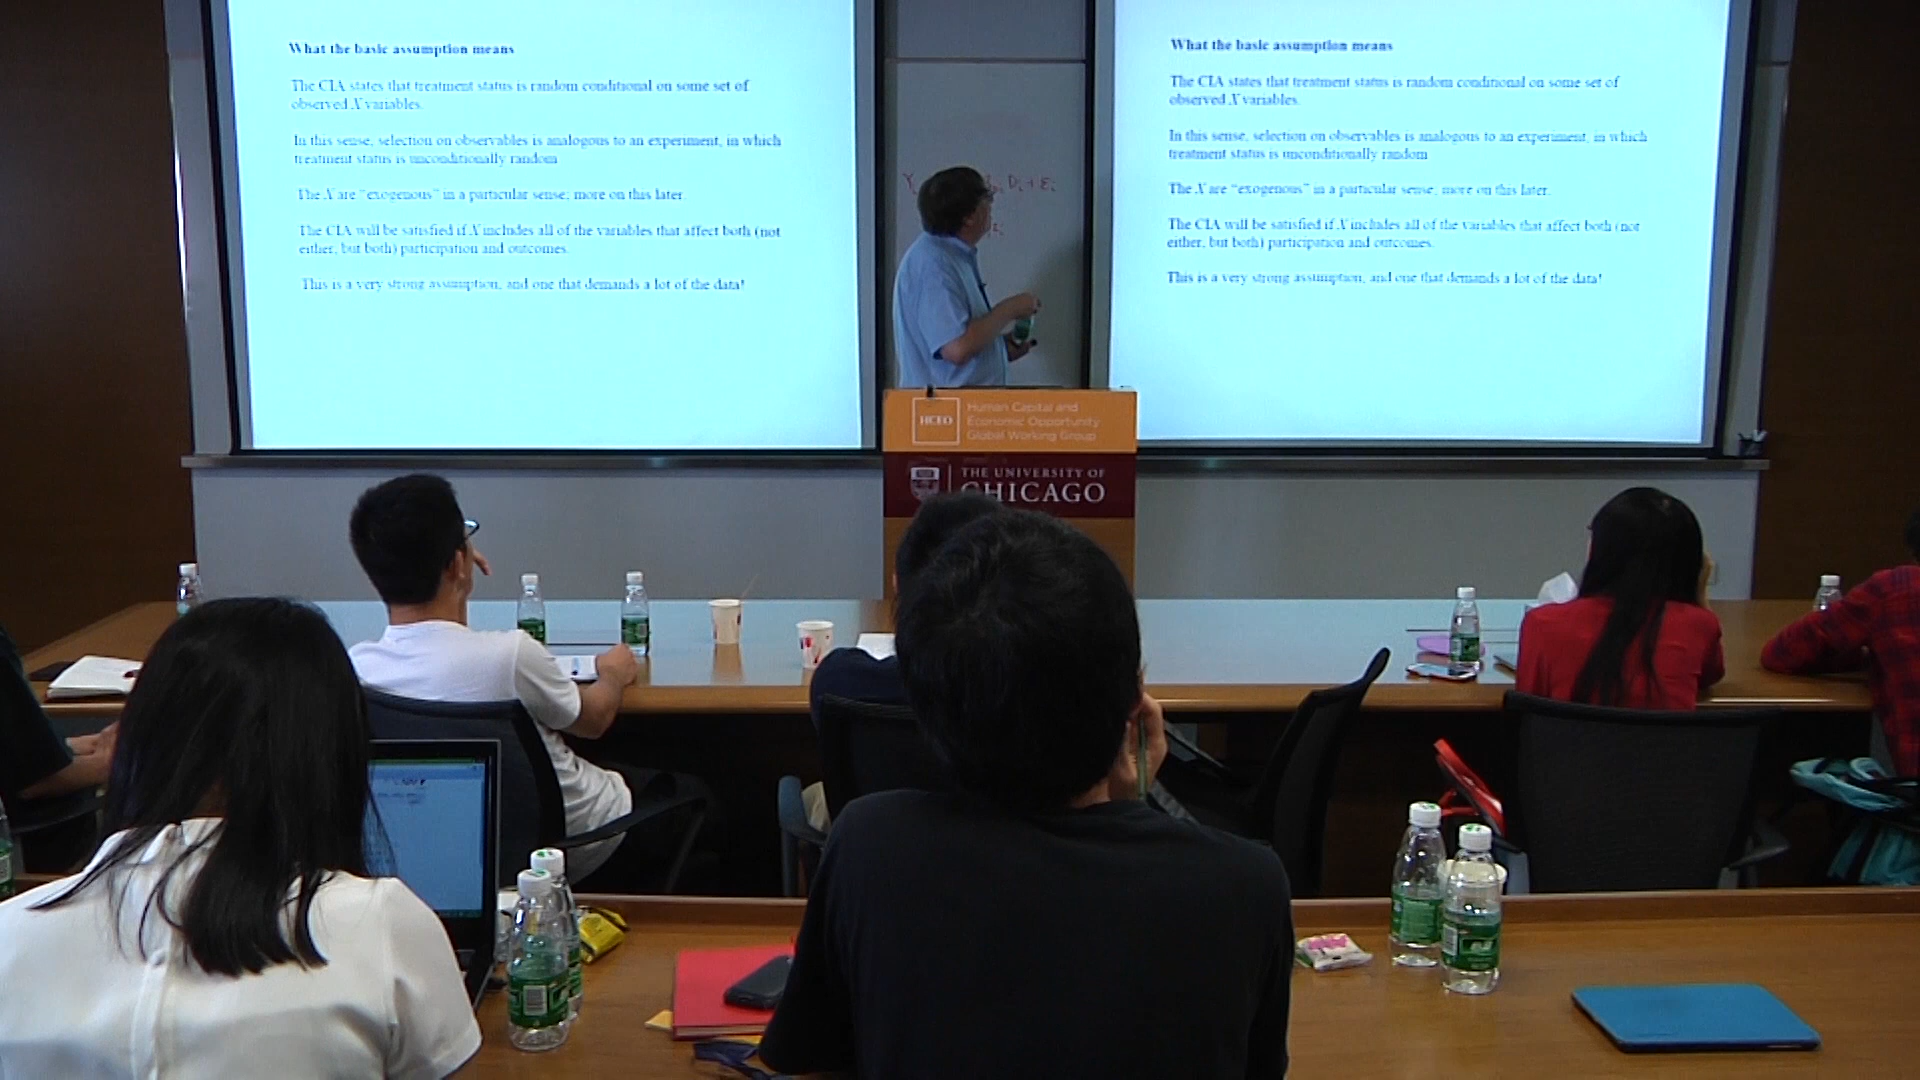 What the basic assumption means
The CIA states that treatment status is random conditional on some set of
observed X variables.
In this sense, selection on observables is analogous to an experiment, in which
treatment status is unconditionally random
The X are “exogenous” in a particular sense; more on this later.
The CIA will be satisfied if X includes all of the variables that affect both (not
either, but both) participation and outcomes.
This is a very strong assumption, and one that demands a lot of the data!
What the basic assumption means
The CIA states that treatment status is random conditional on some set of
observed X variables.
In this sense, selection on observables is analogous to an experiment, in which
treatment status is unconditionally random
The X are “exogenous” in a particular sense; more on this later.
The CIA will be satisfied if X includes all of the variables that affect both (not
either, but both) participation and outcomes.
This is a very strong assumption, and one that demands a lot of the data!
HCEO
Human Capital and
Economic Opportunity
Global Working Group
THE UNIVERSITY OF
CHICAGO